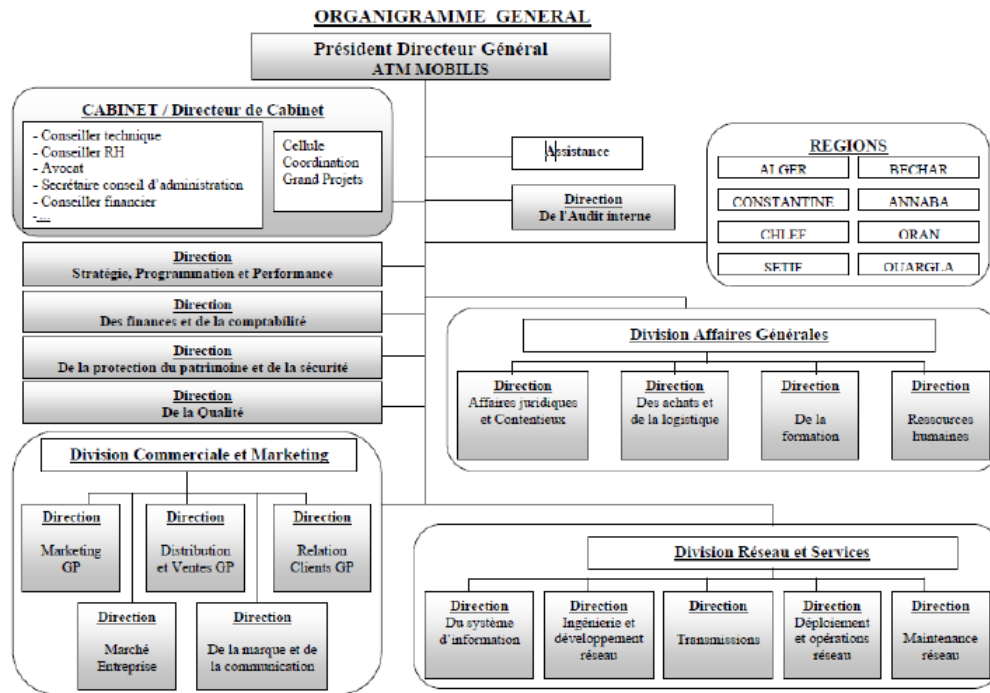 ORGANIGRAMME GENERAL
Président Directeur Général
ATM MOBILIS
CABINET / Directeur de Cabinet
- Conseiller technique
- Conseiller RH
- Avocat
- Secrétaire conseil d'administration
- Conseiller financier
- ...
Cellule
Coordination
Grand Projets
Assistance
Direction
De l'Audit interne
REGIONS
ALGER
BECHAR
CONSTANTINE
ANNABA
CHLEF
ORAN
SETIF
OUARGLA
Direction
Stratégie, Programmation et Performance
Direction
Des finances et de la comptabilité
Direction
De la protection du patrimoine et de la sécurité
Direction
De la Qualité
Division Affaires Générales
Direction
Affaires juridiques
et Contentieux
Direction
Des achats et
de la logistique
Direction
De la
formation
Direction
Ressources
humaines
Division Commerciale et Marketing
Direction
Marketing
GP
Direction
Distribution
et Ventes GP
Direction
Relation
Clients GP
Direction
Marché
Entreprise
Direction
De la marque et de
la communication
Division Réseau et Services
Direction
Du système
d'information
Direction
Ingénierie et
développement
réseau
Direction
Transmissions
Direction
Déploiement
et opérations
réseau
Direction
Maintenance
réseau